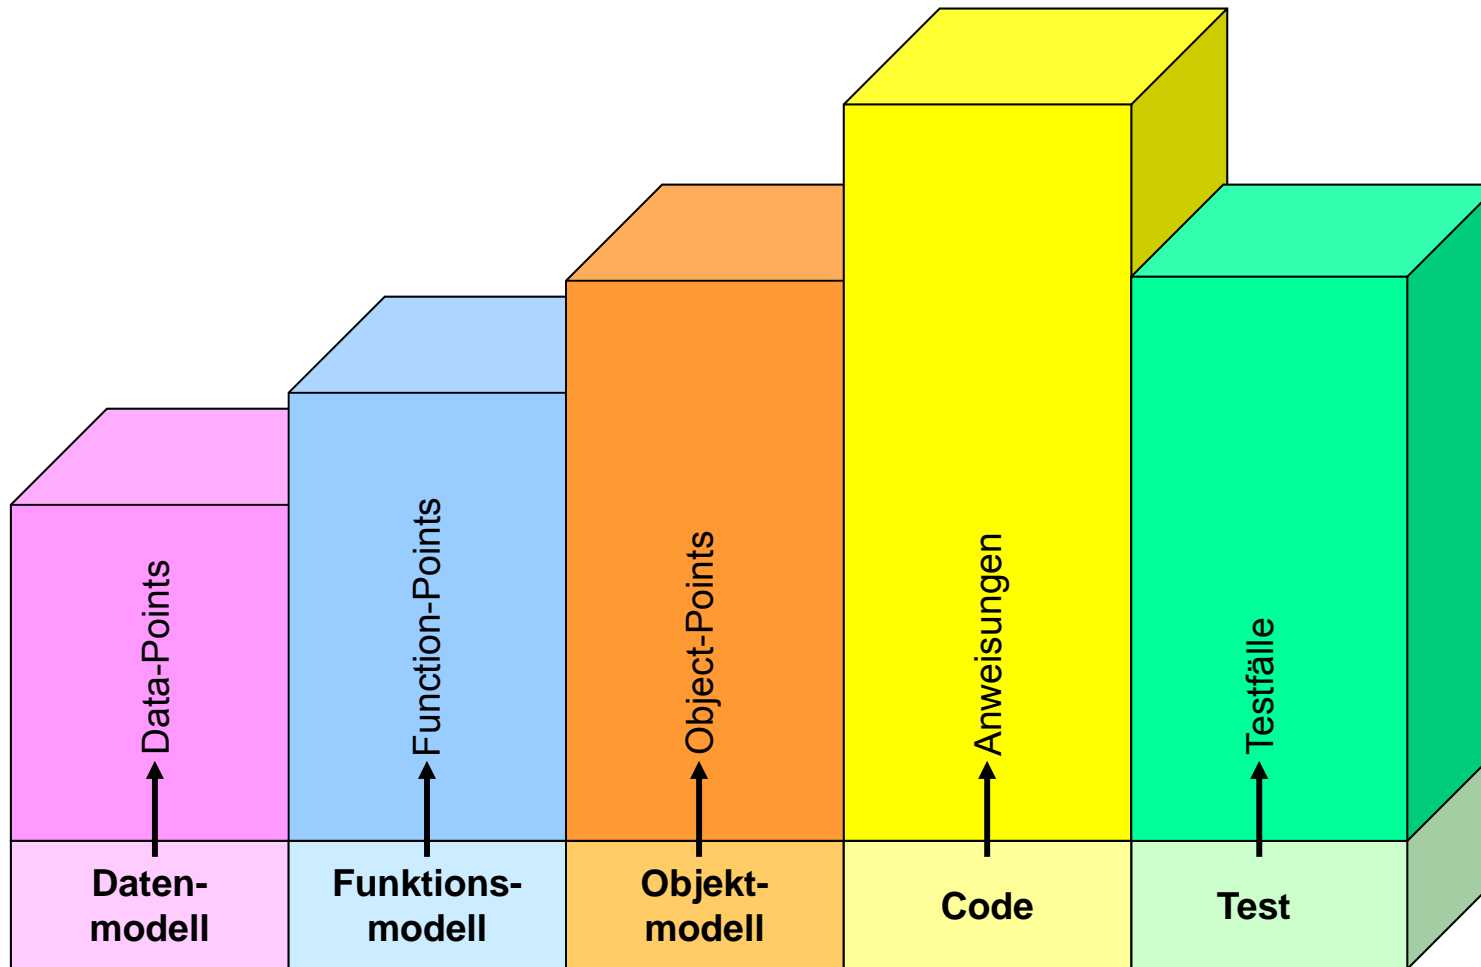 Data-Points
Function-Points
Object-Points
Anweisungen
Testfälle
Daten-
modell
Funktions-
modell
Objekt-
modell
Code
Test